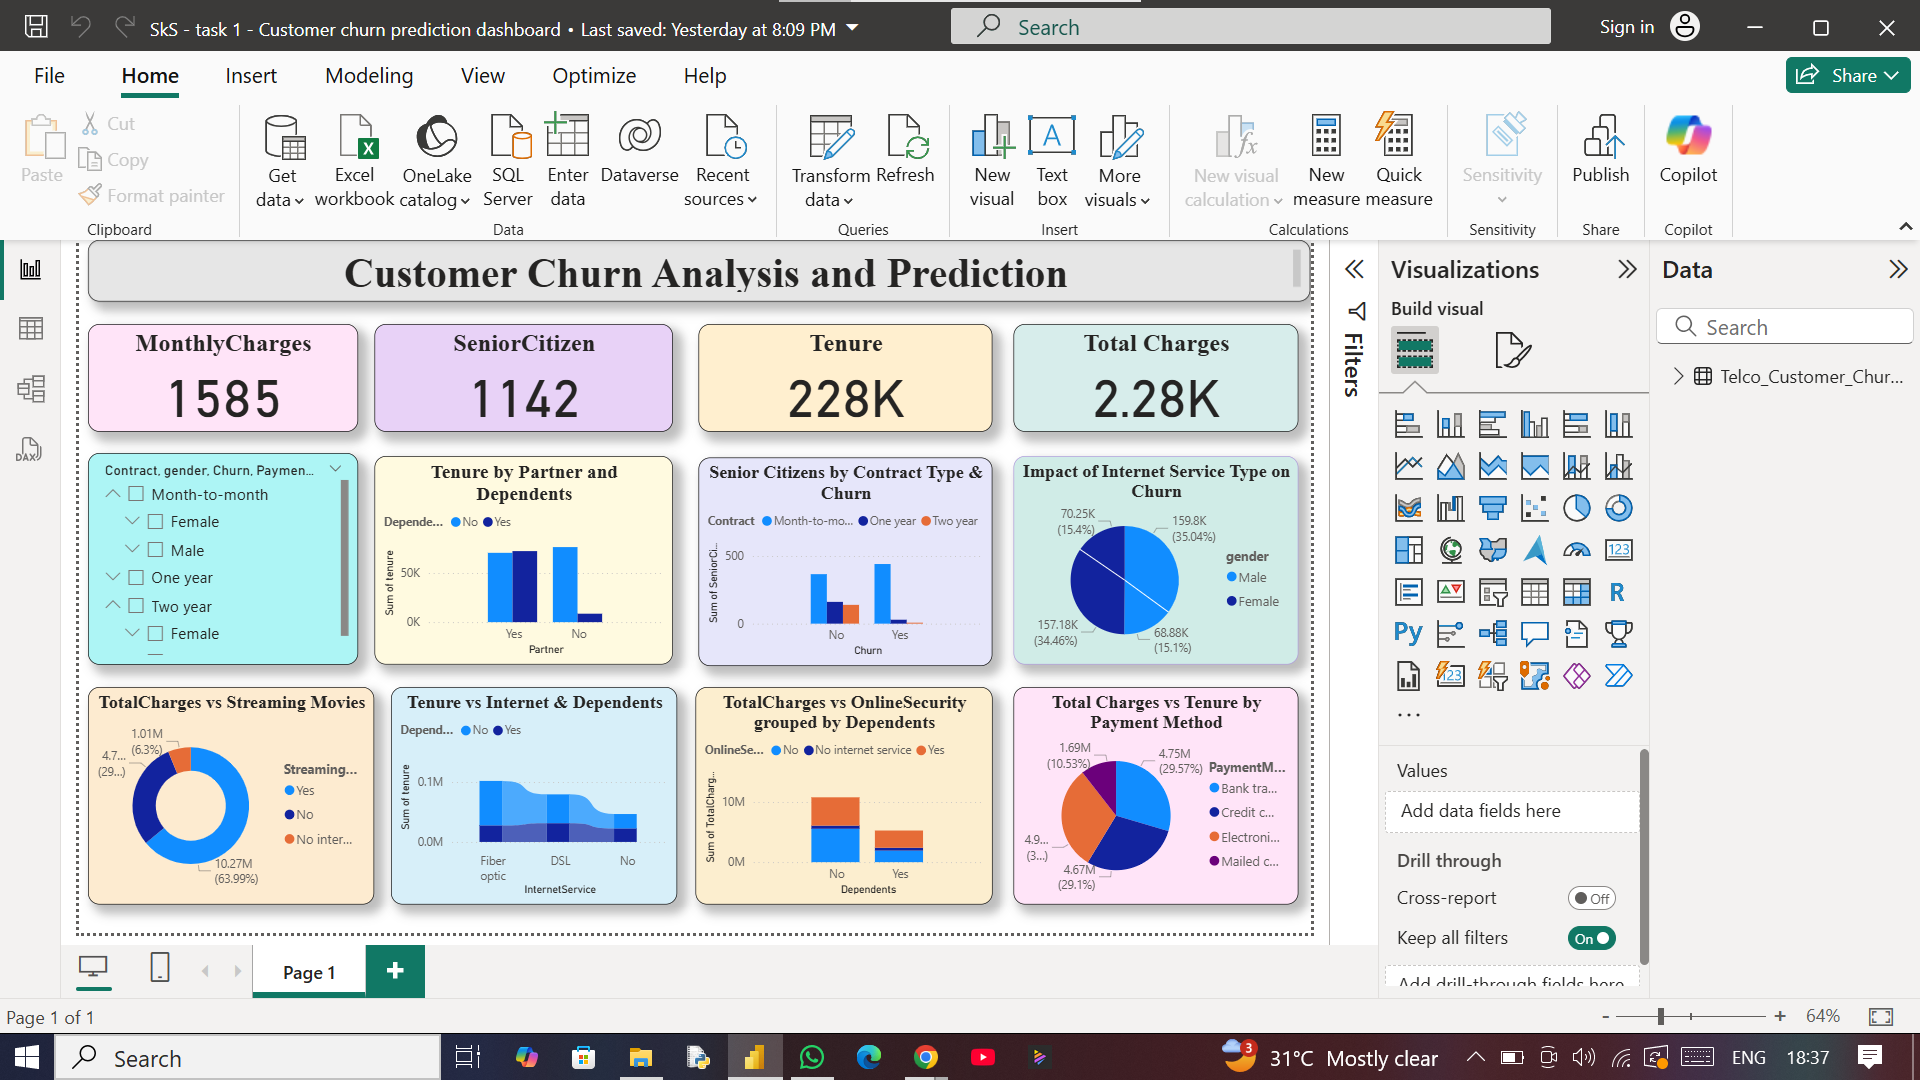 SkS - task 1 - Customer churn prediction dashboard • Last saved: Yesterday at 8:09 PM
Search
Sign in
File Home Insert Modeling View Optimize Help
Share
Paste
Cut
Copy
Format painter
Clipboard
Get data
Excel workbook
OneLake catalog
SQL Server
Enter data
Dataverse
Recent sources
Data
Transform data
Refresh
Queries
New visual
Text box
More visuals
Insert
New visual calculation
New measure
Quick measure
Calculations
Sensitivity
Sensitivity
Publish
Share
Copilot
Copilot
Customer Churn Analysis and Prediction
MonthlyCharges
1585
SeniorCitizen
1142
Tenure
228K
Total Charges
2.28K
Contract, gender, Churn, Paymen...
Month-to-month
Female
Male
One year
Two year
Female
Tenure by Partner and
Dependents
Depende... No Yes
Sum of tenure
50K
0K
Yes No
Partner
Senior Citizens by Contract Type &
Churn
Contract Month-to-mo... One year Two year
Sum of SeniorCi...
500
0
No Yes
Churn
Impact of Internet Service Type on
Churn
70.25K
(15.4%)
159.8K
(35.04%)
157.18K
(34.46%)
68.88K
(15.1%)
gender
Male
Female
TotalCharges vs Streaming Movies
1.01M
(6.3%)
4.7...
(29...)
10.27M
(63.99%)
Streaming...
Yes
No
No inter...
Tenure vs Internet & Dependents
Depend... No Yes
Sum of tenure
0.1M
0.0M
Fiber optic
DSL
No
InternetService
TotalCharges vs OnlineSecurity
grouped by Dependents
OnlineSe... No No internet service Yes
Sum of TotalCharg...
10M
0M
No Yes
Dependents
Total Charges vs Tenure by
Payment Method
1.69M
(10.53%)
4.75M
(29.57%)
4.9...
(3...)
4.67M
(29.1%)
PaymentM...
Bank tra...
Credit c...
Electroni...
Mailed c...
Filters
Visualizations
Build visual
123
R
Py
123
Values
Add data fields here
Drill through
Cross-report
Off
Keep all filters
On
Add drill-through fields here
Data
Search
Telco_Customer_Chur...
DAX
Page 1
+
Page 1 of 1
- + 64%
Search
3
31°C Mostly clear
ENG
18:37